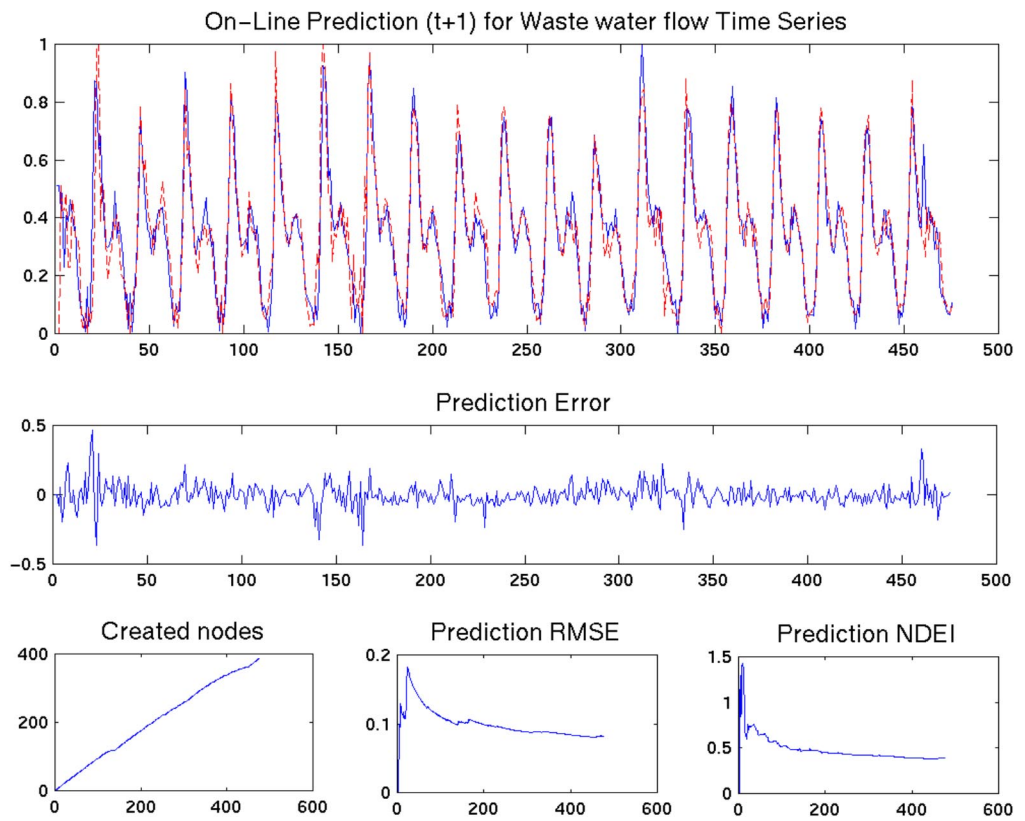 On-Line Prediction (t+1) for Waste water flow Time Series
1
0.8
0.6
0.4
0.2
0
0 50 100 150 200 250 300 350 400 450 500
Prediction Error
0.5
0
-0.5
0 50 100 150 200 250 300 350 400 450 500
Created nodes
400
200
0
0 200 400 600
Prediction RMSE
0.2
0.1
0
0 200 400 600
Prediction NDEI
1.5
1
0.5
0
0 200 400 600